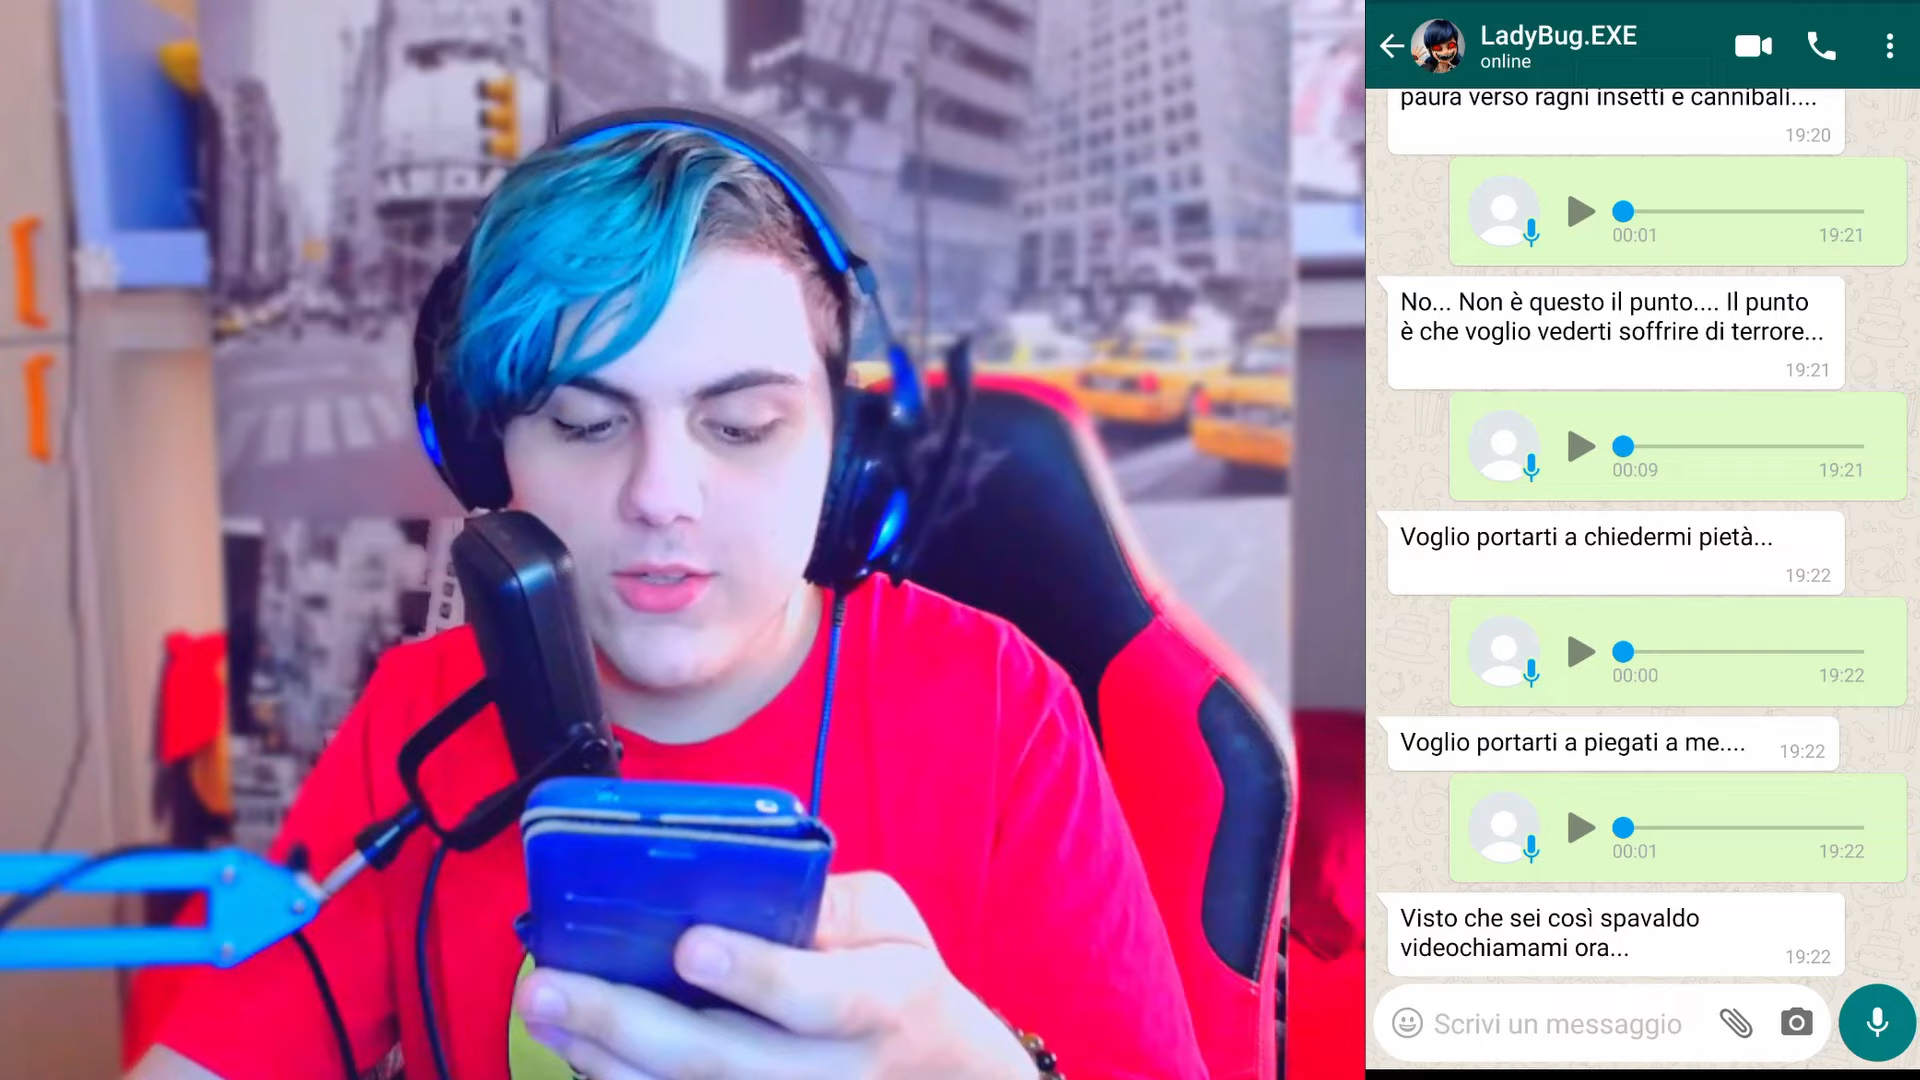 LadyBug.EXE
online
paura verso ragni insetti e cannibali....
19:20
00:01
19:21
No... Non è questo il punto.... Il punto
è che voglio vederti soffrire di terrore...
19:21
00:09
19:21
Voglio portarti a chiedermi pietà...
19:22
00:00
19:22
Voglio portarti a piegati a me....
19:22
00:01
19:22
Visto che sei così spavaldo
videochiamami ora...
19:22
Scrivi un messaggio